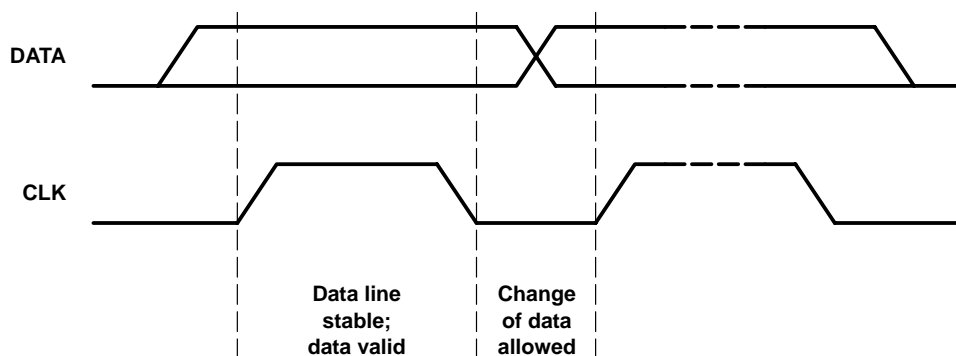 DATA
CLK
Data line
stable;
data valid
Change
of data
allowed